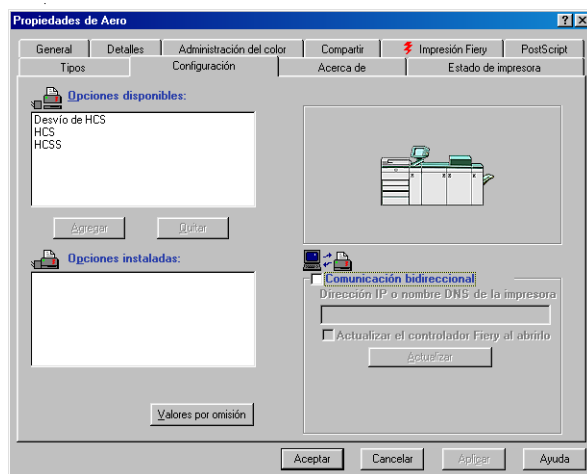 Propiedades de Aero
General
Detalles
Administración del color
Compartir
Impresión Fiery
PostScript
Tipos
Configuración
Acerca de
Estado de impresora
Opciones disponibles:
Desvío de HCS
HCS
HCSS
Agregar
Quitar
Opciones instaladas:
Valores por omisión
Comunicación bidireccional
Dirección IP o nombre DNS de la impresora
Actualizar el controlador Fiery al abrirlo
Actualizar
Aceptar
Cancelar
Aplicar
Ayuda